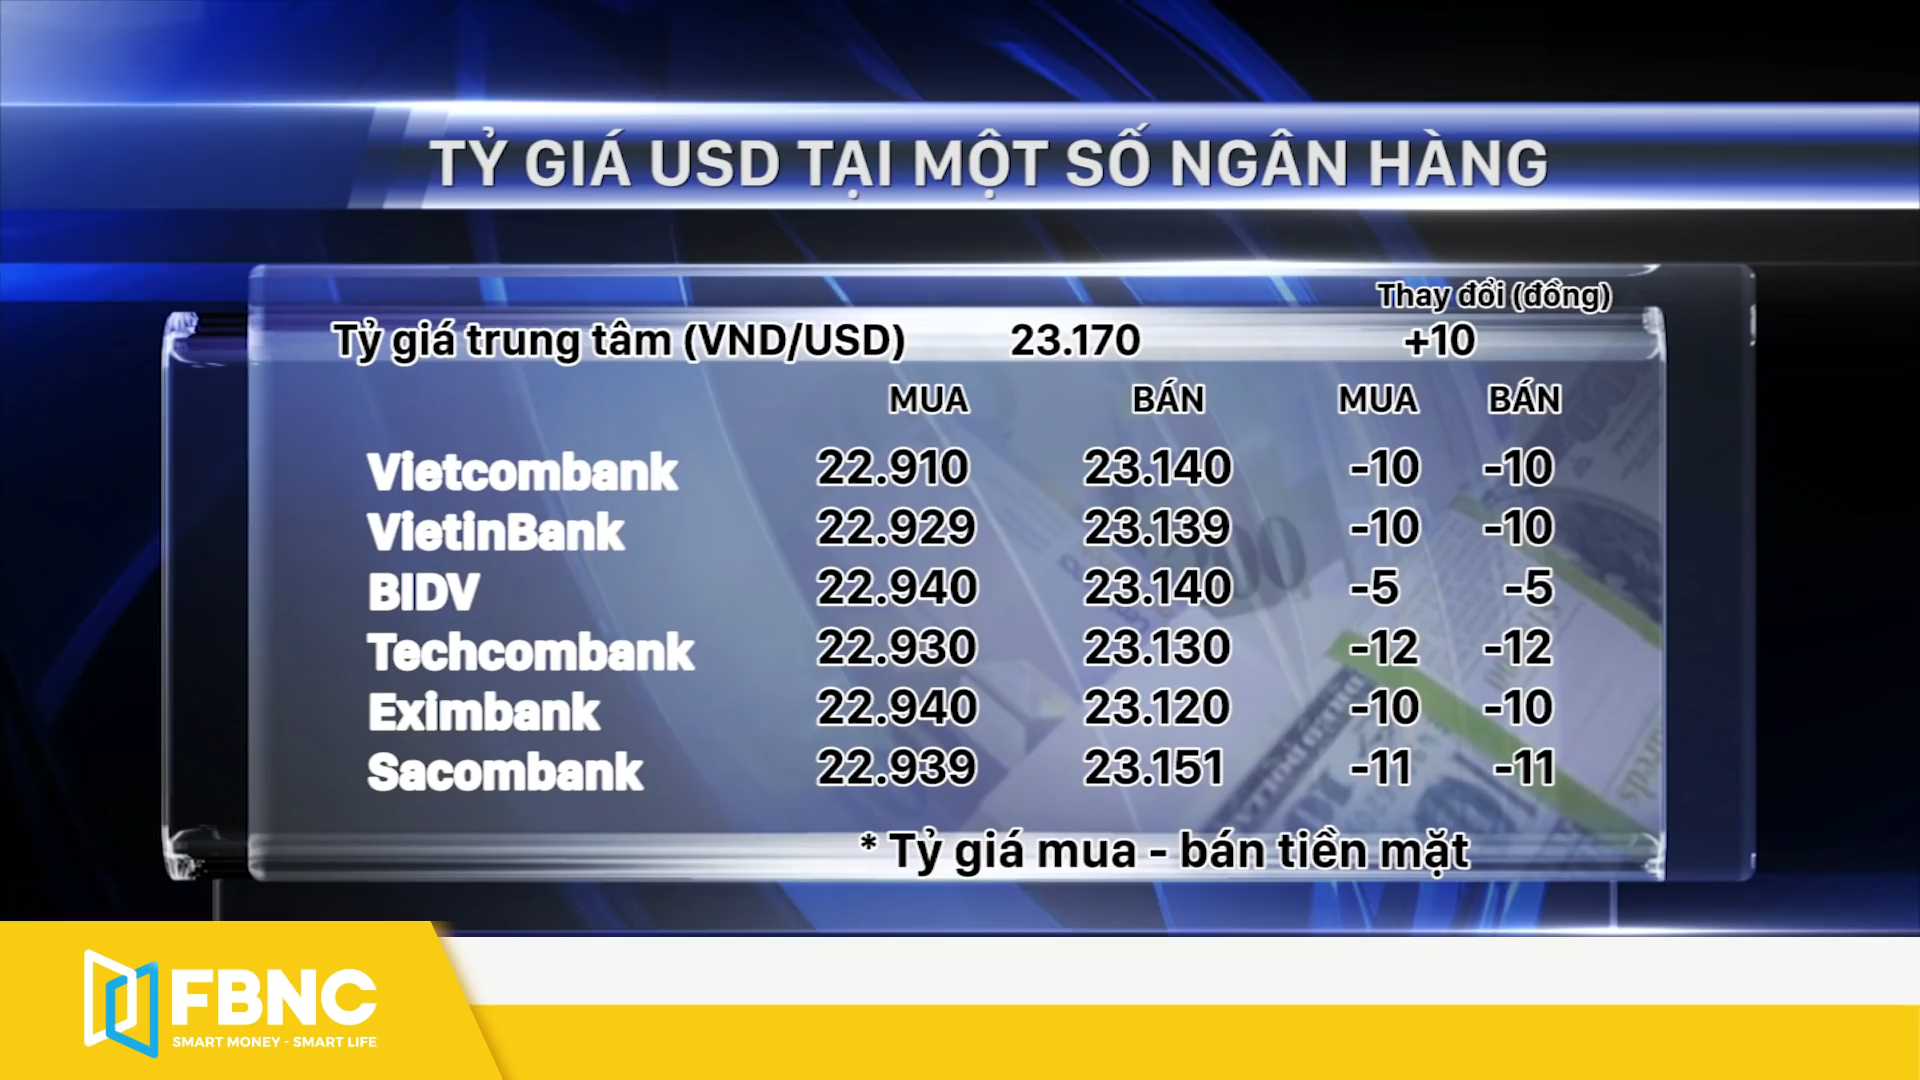 TỶ GIÁ USD TẠI MỘT SỐ NGÂN HÀNG
Thay đổi (đồng)
Tỷ giá trung tâm (VND/USD) 23.170 +10
MUA BÁN MUA BÁN
Vietcombank 22.910 23.140 -10 -10
VietinBank 22.929 23.139 -10 -10
BIDV 22.940 23.140 -5 -5
Techcombank 22.930 23.130 -12 -12
Eximbank 22.940 23.120 -10 -10
Sacombank 22.939 23.151 -11 -11
* Tỷ giá mua - bán tiền mặt
FBNC
SMART MONEY - SMART LIFE